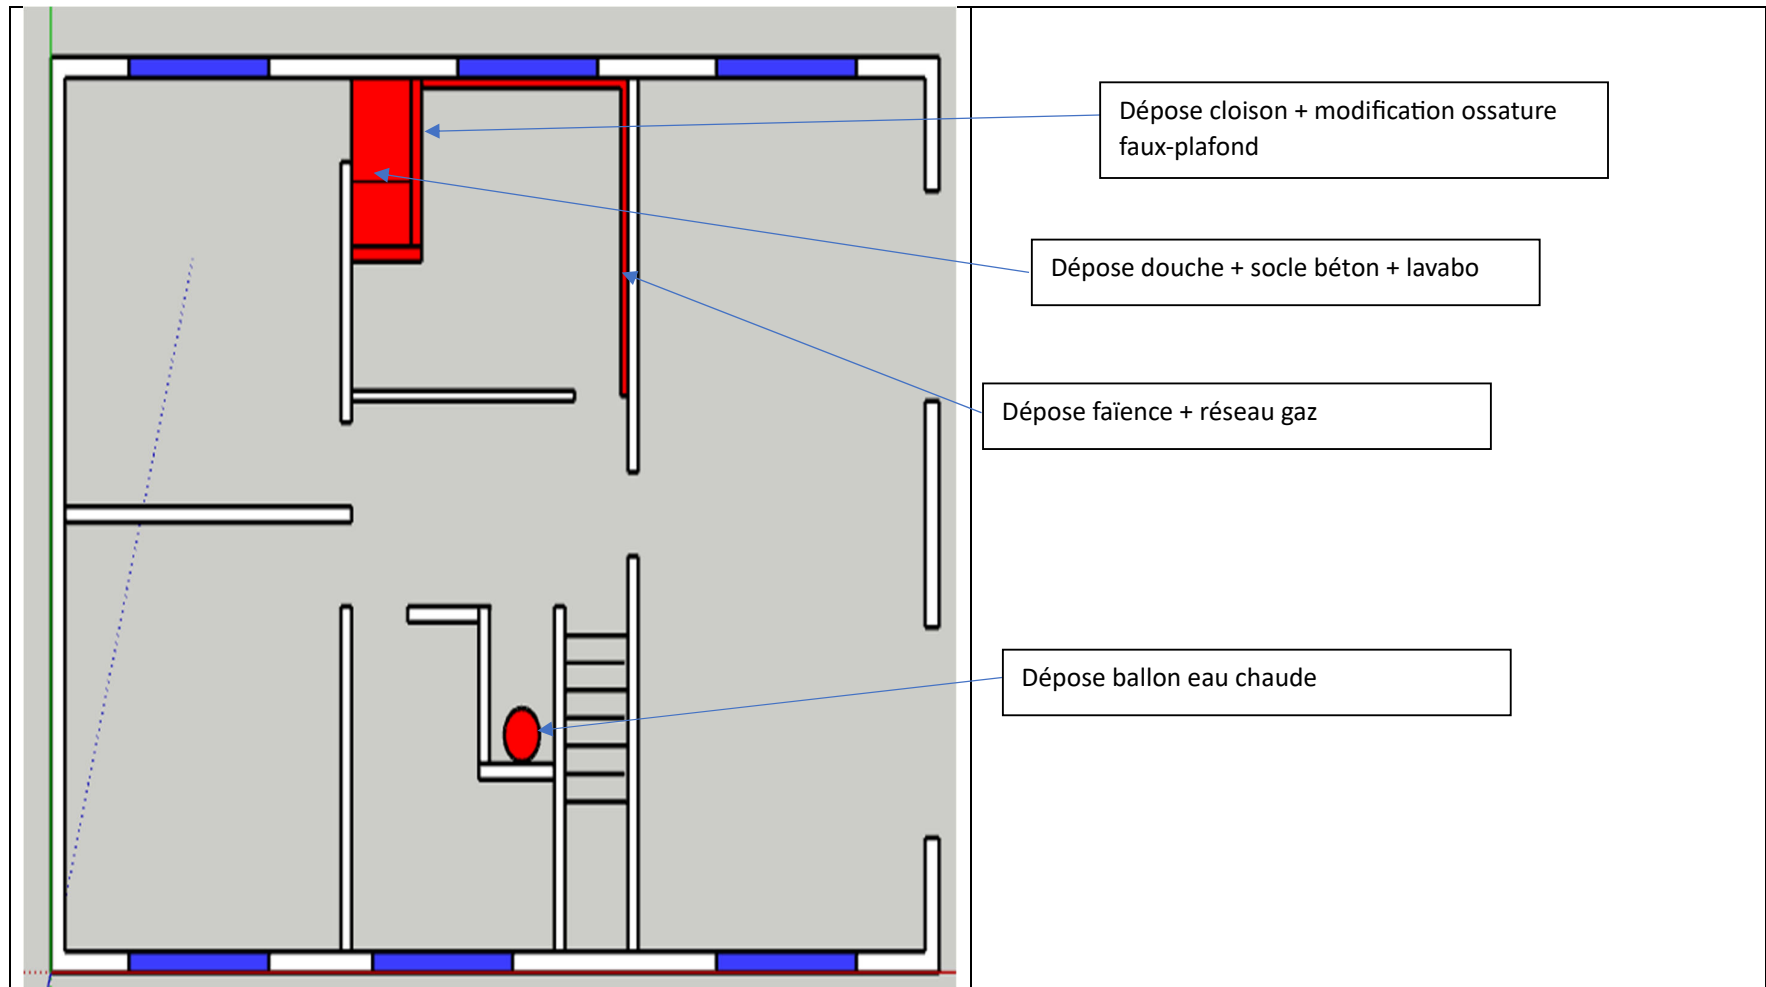 Dépose cloison + modification ossature
faux-plafond
Dépose douche + socle béton + lavabo
Dépose faïence + réseau gaz
Dépose ballon eau chaude